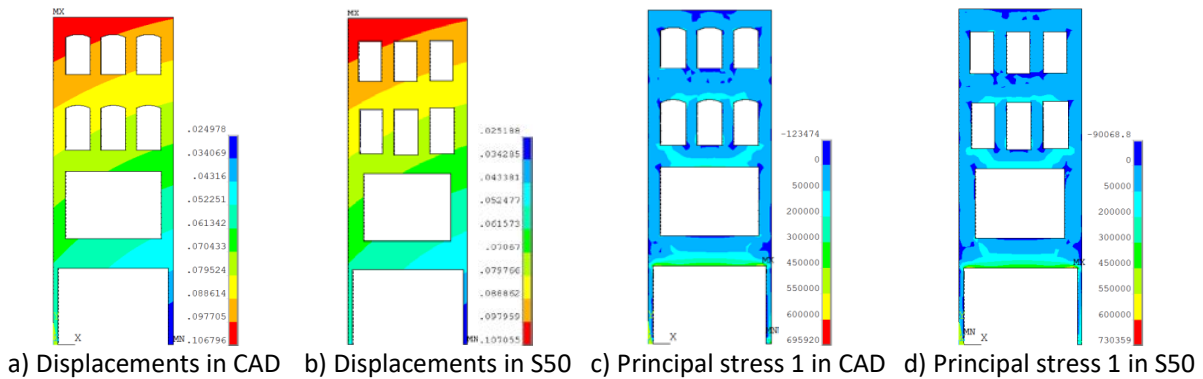 MX
.024978
.034069
.04316
.052251
.061342
.070433
.079524
.088614
.097705
.106796
X
MN
MX
.025188
.034285
.043381
.052477
.061573
.07067
.079766
.088862
.097959
.107055
X
MN
-123474
0
50000
200000
300000
450000
550000
600000
695920
MX
MN
X
-90068.8
0
50000
200000
300000
450000
550000
600000
730359
MX
MN
X
a) Displacements in CAD
b) Displacements in S50
c) Principal stress 1 in CAD
d) Principal stress 1 in S50